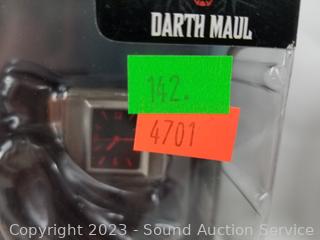 DARTH MAUL
142.
4701
Copyright 2023 - Sound Auction Service